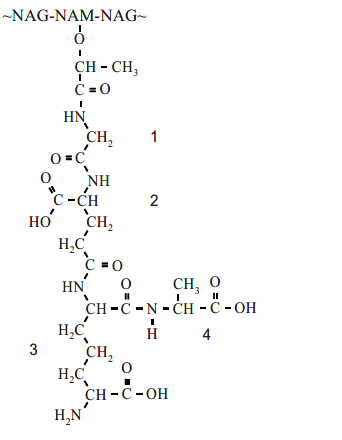 ~NAG-NAM-NAG~
O
CH - CH3
C = O
HN
CH2 1
O = C
O NH
C - CH 2
HO CH2
H2C
C = O
HN O CH3 O
CH - C - N - CH - C - OH
H2C H 4
3 CH2
H2C O
CH - C - OH
H2N